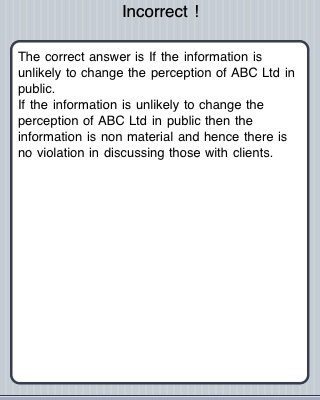 Incorrect !
The correct answer is If the information is
unlikely to change the perception of ABC Ltd in
public.
If the information is unlikely to change the
perception of ABC Ltd in public then the
information is non material and hence there is
no violation in discussing those with clients.